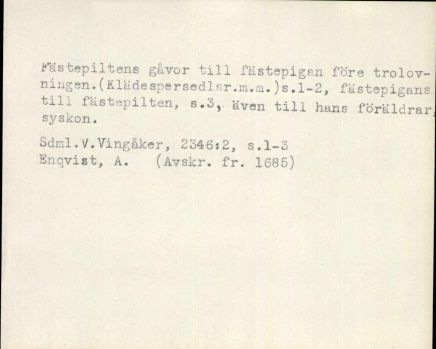 Fästepiltens gåvor till fästepigan före trolov-
ningen.(Klädespersedlar.m.m.)s.1-2, fästepigans
till fästepilten, s.3, även till hans föräldrar,
syskon.
Sdml.V.Vingåker, 2346:2, s.1-3
Enqvist, A. (Avskr. fr. 1685)